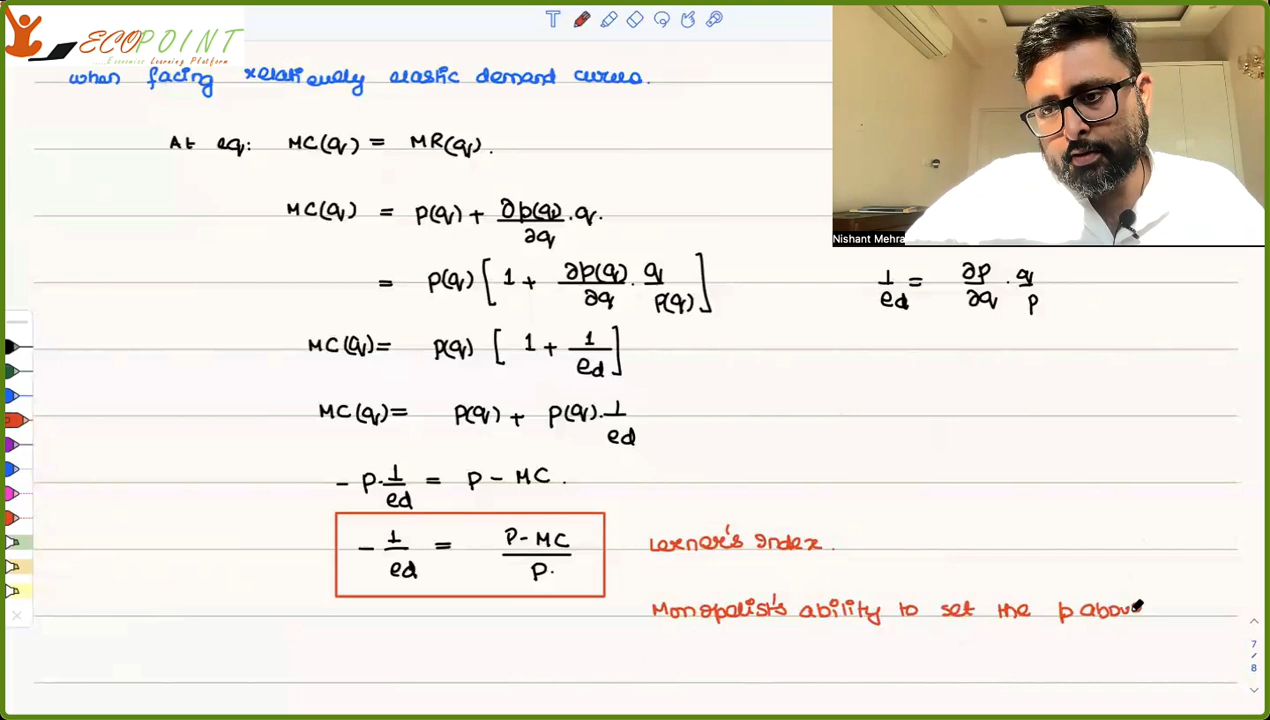 ECOPOINT
....Economics Learning Platform
when facing relatively elastic demand curves.
At eq: MC(q) = MR(q).
MC(q) = p(q) + ∂p(q)/∂q . q.
= p(q) [ 1 + ∂p(q)/∂q . q/p(q) ]
1/ed = ∂p/∂q . q/p
MC(q) = p(q) [ 1 + 1/ed ]
MC(q) = p(q) + p(q) . 1/ed
- p . 1/ed = p - MC .
- 1/ed = P - MC / P.
Lerner's Index .
Monopolist's ability to set the p above
Nishant Mehra
7
/
8